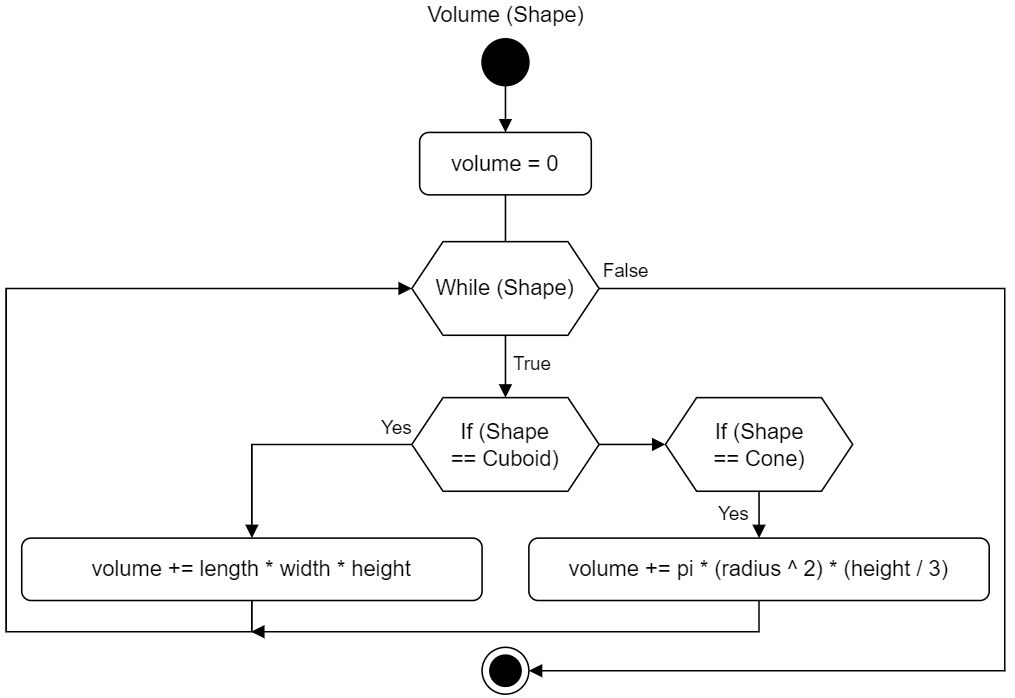 Volume (Shape)
volume = 0
While (Shape)
False
True
Yes
If (Shape
== Cuboid)
If (Shape
== Cone)
Yes
volume += length * width * height
volume += pi * (radius ^ 2) * (height / 3)